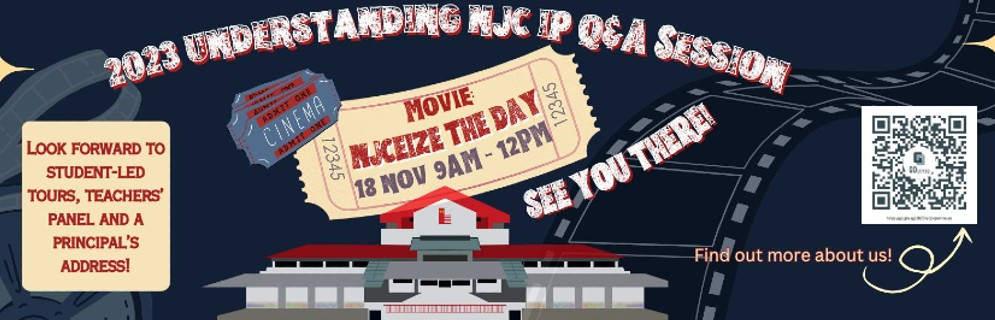 2023 UNDERSTANDING NJC IP Q&A SESSION
ADMIT ONE
CINEMA
ADMIT ONE
12345
MOVIE:
NJCEIZE THE DAY
18 NOV 9AM - 12PM
12345
SEE YOU THERE!
LOOK FORWARD TO
STUDENT-LED
TOURS, TEACHERS'
PANEL AND A
PRINCIPAL'S
ADDRESS!
Find out more about us!